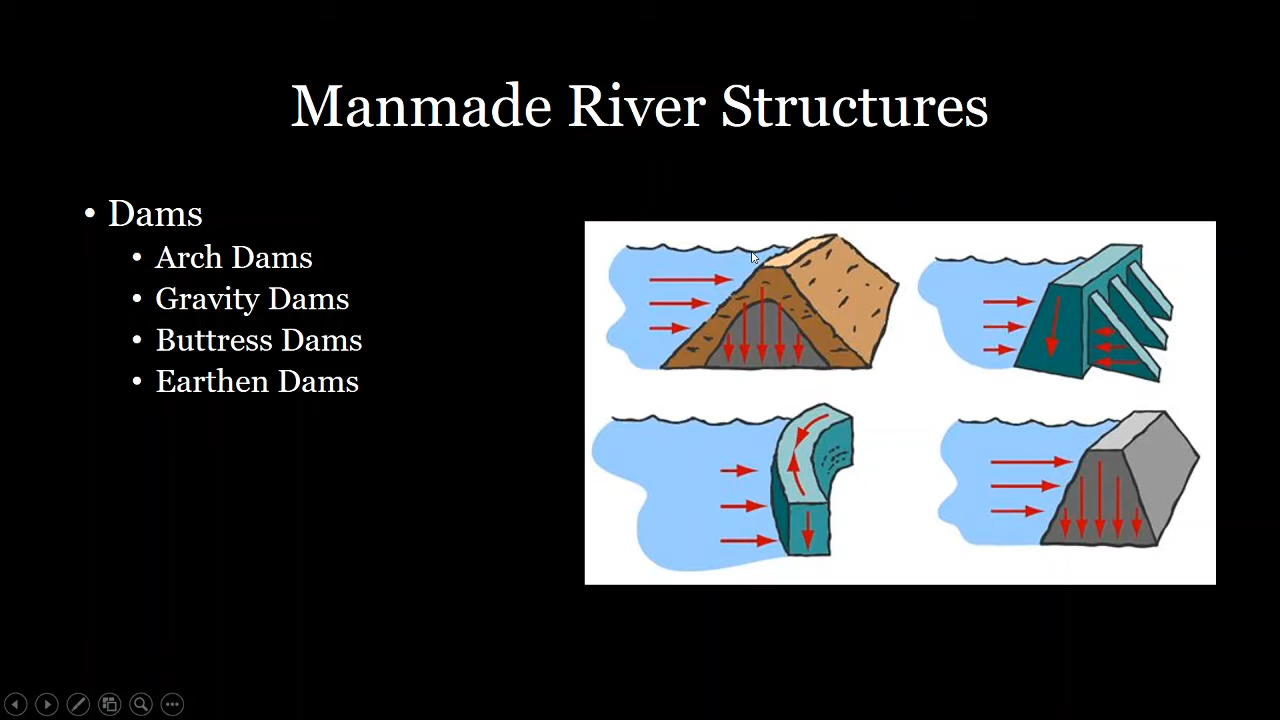 Manmade River Structures
• Dams
• Arch Dams
• Gravity Dams
• Buttress Dams
• Earthen Dams